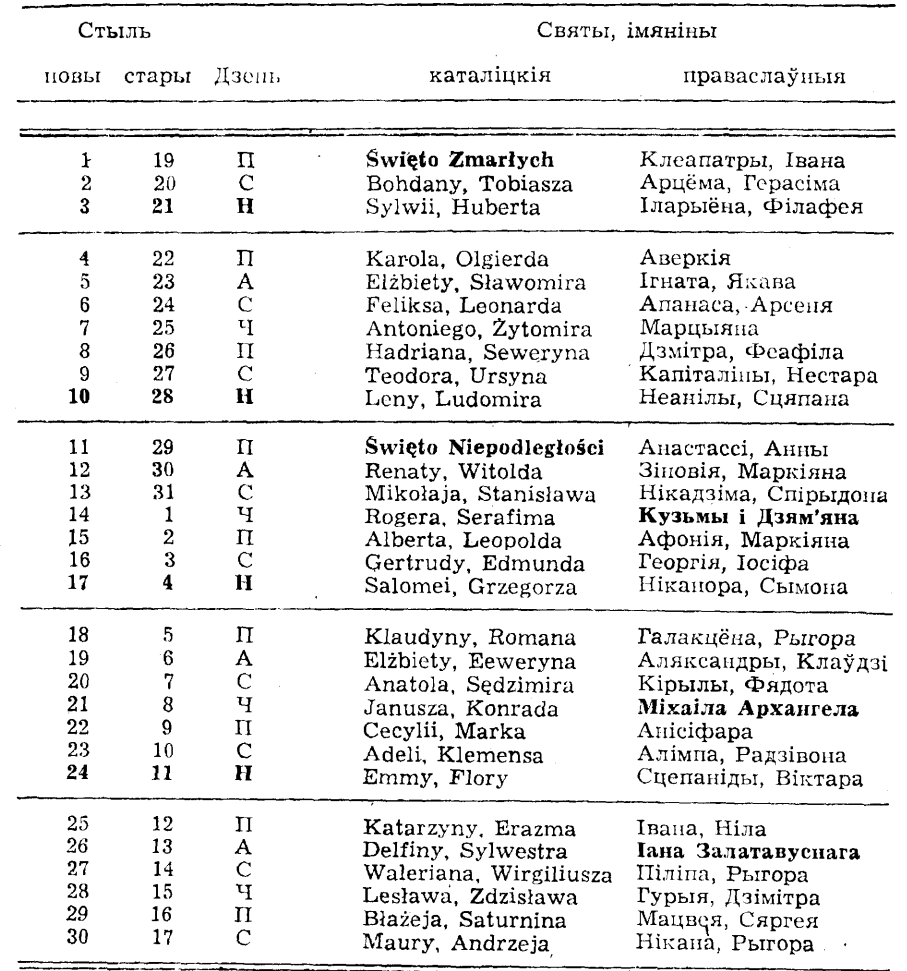 Стыль Святы, імяніны
новы стары Дзень каталіцкія праваслаўныя
1 19 П Święto Zmarłych Клеапатры, Івана
2 20 С Bohdany, Tobiasza Арцёма, Герасіма
3 21 Н Sylwii, Huberta Іларыёна, Філафея
4 22 П Karola, Olgierda Аверкія
5 23 А Elżbiety, Sławomira Ігната, Якава
6 24 С Feliksa, Leonarda Апанаса, Арсеня
7 25 Ч Antoniego, Żytomira Марцыяна
8 26 П Hadriana, Seweryna Дзмітра, Феафіла
9 27 С Teodora, Ursyna Капіталіны, Нестара
10 28 Н Leny, Ludomira Неанілы, Сцяпана
11 29 П Święto Niepodległości Анастассі, Анны
12 30 А Renaty, Witolda Зіновія, Маркіяна
13 31 С Mikołaja, Stanisława Нікадзіма, Спірыдона
14 1 Ч Rogera, Serafima Кузьмы і Дзям'яна
15 2 П Alberta, Leopolda Афонія, Маркіяна
16 3 С Gertrudy, Edmunda Георгія, Іосіфа
17 4 Н Salomei, Grzegorza Ніканора, Сымона
18 5 П Klaudyny, Romana Галакцёна, Рыгора
19 6 А Elżbiety, Eeweryna Аляксандры, Клаўдзі
20 7 С Anatola, Sędzimira Кірылы, Фядота
21 8 Ч Janusza, Konrada Міхаіла Архангела
22 9 П Cecylii, Marka Анісіфара
23 10 С Adeli, Klemensa Алімпа, Радзівона
24 11 Н Emmy, Flory Сцепаніды, Віктара
25 12 П Katarzyny, Erazma Івана, Ніла
26 13 А Delfiny, Sylwestra Іана Залатавуснага
27 14 С Waleriana, Wirgiliusza Піліпа, Рыгора
28 15 Ч Lesława, Zdzisława Гурыя, Дзімітра
29 16 П Błażeja, Saturnina Мацвея, Сяргея
30 17 С Maury, Andrzeja Нікана, Рыгора